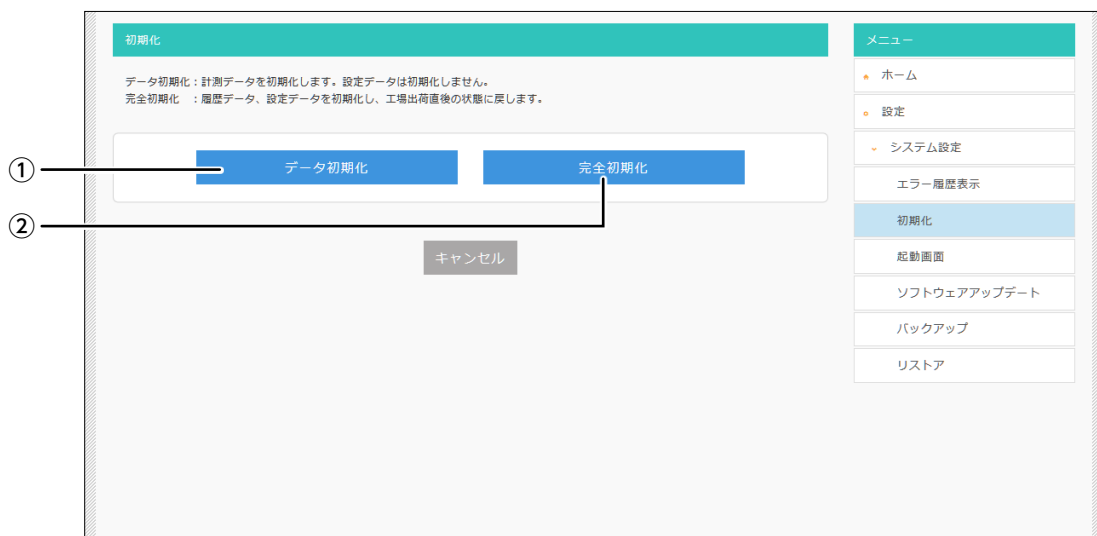 初期化
データ初期化：計測データを初期化します。設定データは初期化しません。
完全初期化　：履歴データ、設定データを初期化し、工場出荷直後の状態に戻します。
① データ初期化
② 完全初期化
キャンセル
メニュー
ホーム
設定
システム設定
エラー履歴表示
初期化
起動画面
ソフトウェアアップデート
バックアップ
リストア